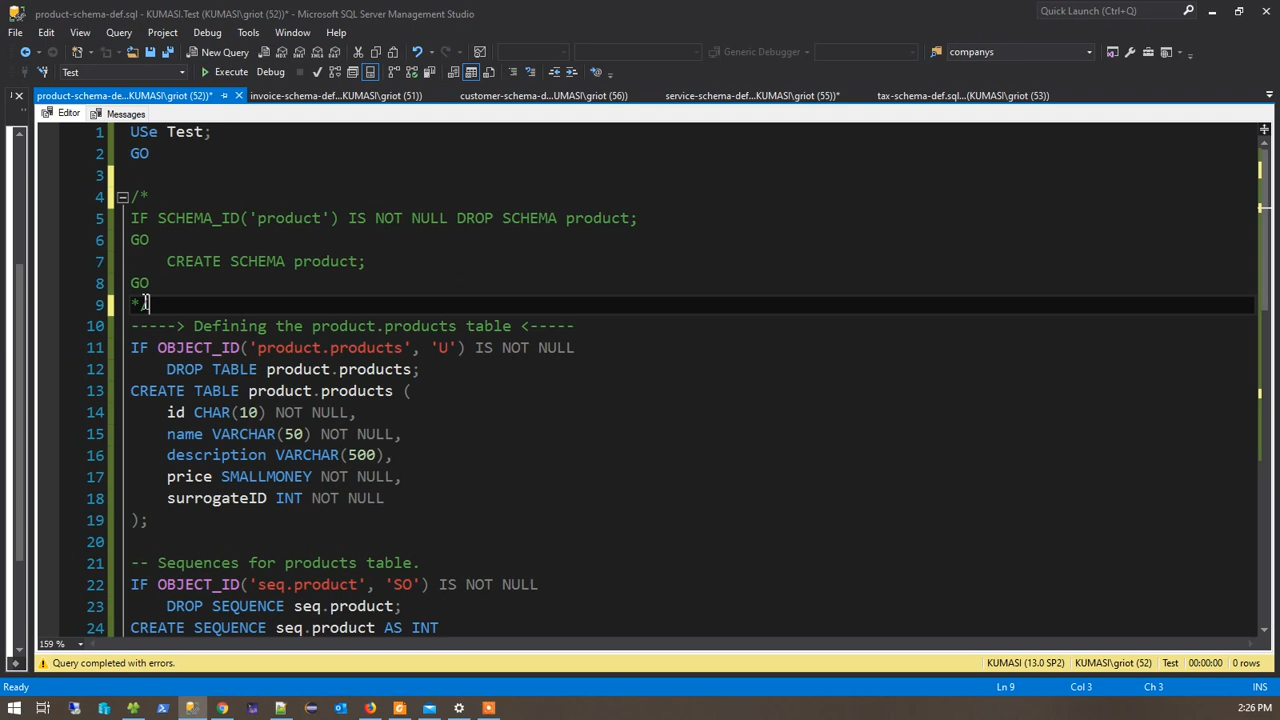 product-schema-def.sql - KUMASI.Test (KUMASI\griot (52))* - Microsoft SQL Server Management Studio
Quick Launch (Ctrl+Q)
File Edit View Query Project Debug Tools Window Help
New Query Generic Debugger companys
Test Execute Debug
product-schema-de...KUMASI\griot (52))* invoice-schema-def...KUMASI\griot (51)) customer-schema-d...UMASI\griot (56)) service-schema-def...KUMASI\griot (55))* tax-schema-def.sql...(KUMASI\griot (53))
Editor Messages
1 USe Test;
2 GO
3
4 /*
5 IF SCHEMA_ID('product') IS NOT NULL DROP SCHEMA product;
6 GO
7 CREATE SCHEMA product;
8 GO
9 */
10 -----> Defining the product.products table <-----
11 IF OBJECT_ID('product.products', 'U') IS NOT NULL
12 DROP TABLE product.products;
13 CREATE TABLE product.products (
14 id CHAR(10) NOT NULL,
15 name VARCHAR(50) NOT NULL,
16 description VARCHAR(500),
17 price SMALLMONEY NOT NULL,
18 surrogateID INT NOT NULL
19 );
20
21 -- Sequences for products table.
22 IF OBJECT_ID('seq.product', 'SO') IS NOT NULL
23 DROP SEQUENCE seq.product;
24 CREATE SEQUENCE seq.product AS INT
159 %
Query completed with errors. KUMASI (13.0 SP2) KUMASI\griot (52) Test 00:00:00 0 rows
Ready Ln 9 Col 3 Ch 3 INS
2:26 PM